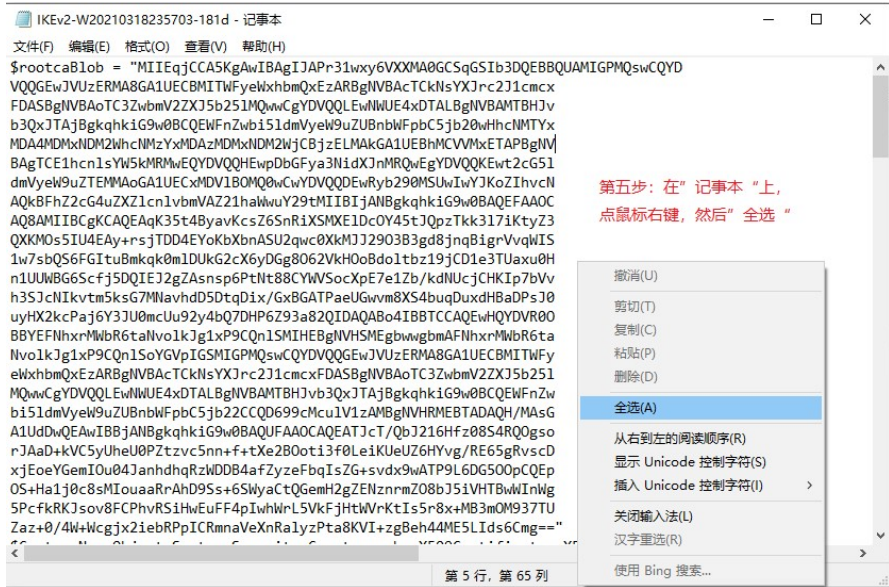 IKEv2-W20210318235703-181d - 记事本
文件(F) 编辑(E) 格式(O) 查看(V) 帮助(H)
$rootcaBlob = "MIIEqjCCA5KgAwIBAgIJAPr31wxy6VXXMA0GCSqGSIb3DQEBBQUAMIGPMQswCQYD
VQQGEwJVUzERMA8GA1UECBMITWFyeWxhbmQxEzARBgNVBAcTCkNsYXJrc2J1cmcx
FDASBgNVBAoTC3ZwbmV2ZXJ5b25lMQwwCgYDVQQLEwNWUE4xDTALBgNVBAMTBHJv
b3QxJTAjBgkqhkiG9w0BCQEWFnZwbi5ldmVyeW9uZUBnbWFpbC5jb20wHhcNMTYx
MDA4MDMxNDM2WhcNMzYxMDAzMDMxNDM2WjCBjzELMAkGA1UEBhMCVVMxETAPBgNV
BAgTCE1hcnlsYW5kMRMwEQYDVQQHEwpDbGFya3NidXJnMRQwEgYDVQQKEwt2cG5l
dmVyeW9uZTEMMAoGA1UECxMDVlBOMQ0wCwYDVQQDEwRyb290MSUwIwYJKoZIhvcN
AQkBFhZ2cG4uZXZlcnlvbmVAZ21haWwuY29tMIIBIjANBgkqhkiG9w0BAQEFAAOC
AQ8AMIIBCgKCAQEAqK35t4ByavKcsZ6SnRiXSMXElDcOY45tJQpzTkk3l7iKtyZ3
QXKMOs5IU4EAy+rsjTDD4EYoKbXbnASU2qwc0XkMJJ29O3B3gd8jnqBigrVvqWIS
1w7sbQS6FGItuBmkqk0mlDUkG2cX6yDGg8O62VkHOoBdoltbz19jCD1e3TUaxu0H
n1UUWBG6Scfj5DQIEJ2gZAsnsp6PtNt88CYWVSocXpE7e1Zb/kdNUcjCHKIp7bVv
h3SJcNIkvtm5ksG7MNavhdD5DtqDix/GxBGATPaeUGwvm8XS4buqDuxdHBaDPsJ0
uyHX2kcPaj6Y3JU0mcUu92y4bQ7DHP6Z93a82QIDAQABo4IBBTCCAQEwHQYDVR0O
BBYEFNhxrMWbR6taNvolkJg1xP9CQnlSMIHEBgNVHSMEgbwwgbmAFNhxrMWbR6ta
NvolkJg1xP9CQnlSoYGVpIGSMIGPMQswCQYDVQQGEwJVUzERMA8GA1UECBMITWFy
eWxhbmQxEzARBgNVBAcTCkNsYXJrc2J1cmcxFDASBgNVBAoTC3ZwbmV2ZXJ5b25l
MQwwCgYDVQQLEwNWUE4xDTALBgNVBAMTBHJvb3QxJTAjBgkqhkiG9w0BCQEWFnZw
bi5ldmVyeW9uZUBnbWFpbC5jb22CCQD699cMculV1zAMBgNVHRMEBTADAQH/MAsG
A1UdDwQEAwIBBjANBgkqhkiG9w0BAQUFAAOCAQEATJcT/QbJ216Hfz08S4RQOgso
rJAaD+kVC5yUheU0PZtzvc5nn+f+tXe2BOoti3f0LeiKUeUZ6HYvg/RE65gRvscD
xjEoeYGemIOu04JanhdhqRzWDDB4afZyzeFbqIsZG+svdx9wATP9L6DG5OOpCQEp
OS+Ha1j0c8sMIouaaRrAhD9Ss+6SWyaCtQGemH2gZENznrmZO8bJ5iVHTBwWInWg
5PcfkRKJsov8FCPhvRSiHwEuFF4pIwhWrL5VkFjHtWVrKtIs5r8x+MB3mOM937TU
Zaz+0/4W+Wcgjx2iebRPpICRmnaVeXnRalyzPta8KVI+zgBeh44ME5LIds6Cmg=="
第五步：在”记事本“上，
点鼠标右键，然后”全选“
撤消(U)
剪切(T)
复制(C)
粘贴(P)
删除(D)
全选(A)
从右到左的阅读顺序(R)
显示 Unicode 控制字符(S)
插入 Unicode 控制字符(I)
关闭输入法(L)
汉字重选(R)
使用 Bing 搜索...
第 5 行，第 65 列